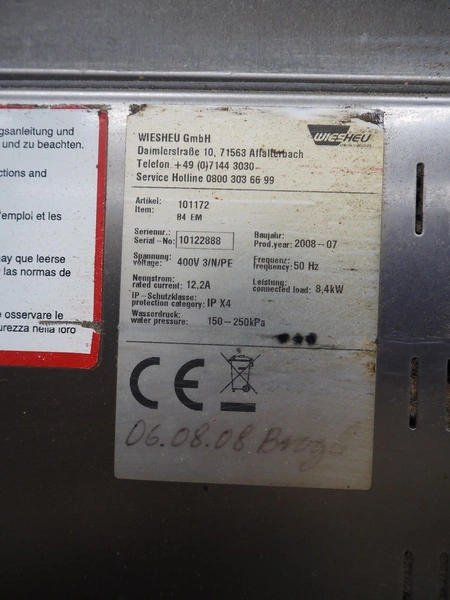 gsanleitung und
und zu beachten.
ctions and
'emploi et les
nay que leerse
las normas de
e osservare le
urezza nella loro
WIESHEU GmbH
Daimlerstraße 10, 71563 Affalterbach
Telefon +49 (0)7144 3030-
Service Hotline 0800 303 66 99
WIESHEU
Artikel: 101172
Item: B4 EM
Seriennr.:
Serial-No: 10122888
Baujahr:
Prod.year: 2008-07
Spannung:
voltage: 400V 3/N/PE
Frequenz:
frequency: 50 Hz
Nennstrom:
rated current: 12,2A
Leistung:
connected load: 8,4kW
IP-Schutzklasse:
protection category: IP X4
Wasserdruck:
water pressure: 150-250kPa
CE
06.08.08